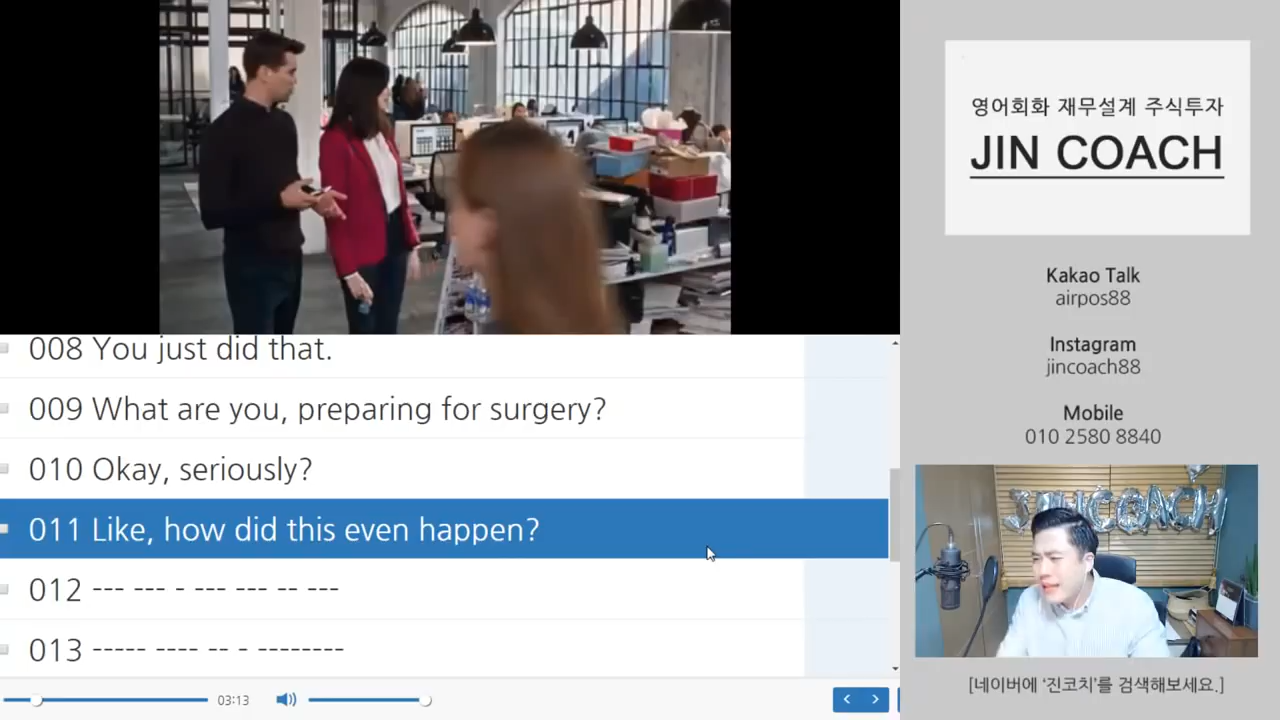 008 You just did that.
009 What are you, preparing for surgery?
010 Okay, seriously?
011 Like, how did this even happen?
012 --- --- - --- --- -- ---
013 ----- ---- -- - --------
03:13
< >
영어회화 재무설계 주식투자
JIN COACH
Kakao Talk
airpos88
Instagram
jincoach88
Mobile
010 2580 8840
JINCOACH
[네이버에 ‘진코치’를 검색해보세요.]